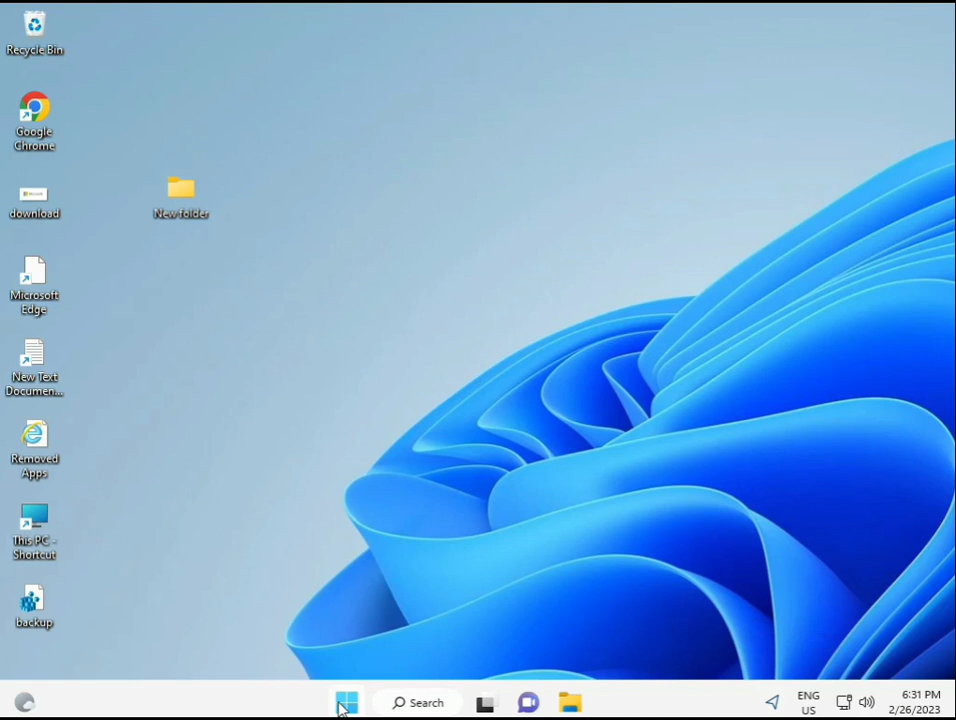 Recycle Bin
Google
Chrome
download
New folder
Microsoft
Edge
New Text
Documen...
Removed
Apps
This PC -
Shortcut
backup
Search
ENG
US
6:31 PM
2/26/2023